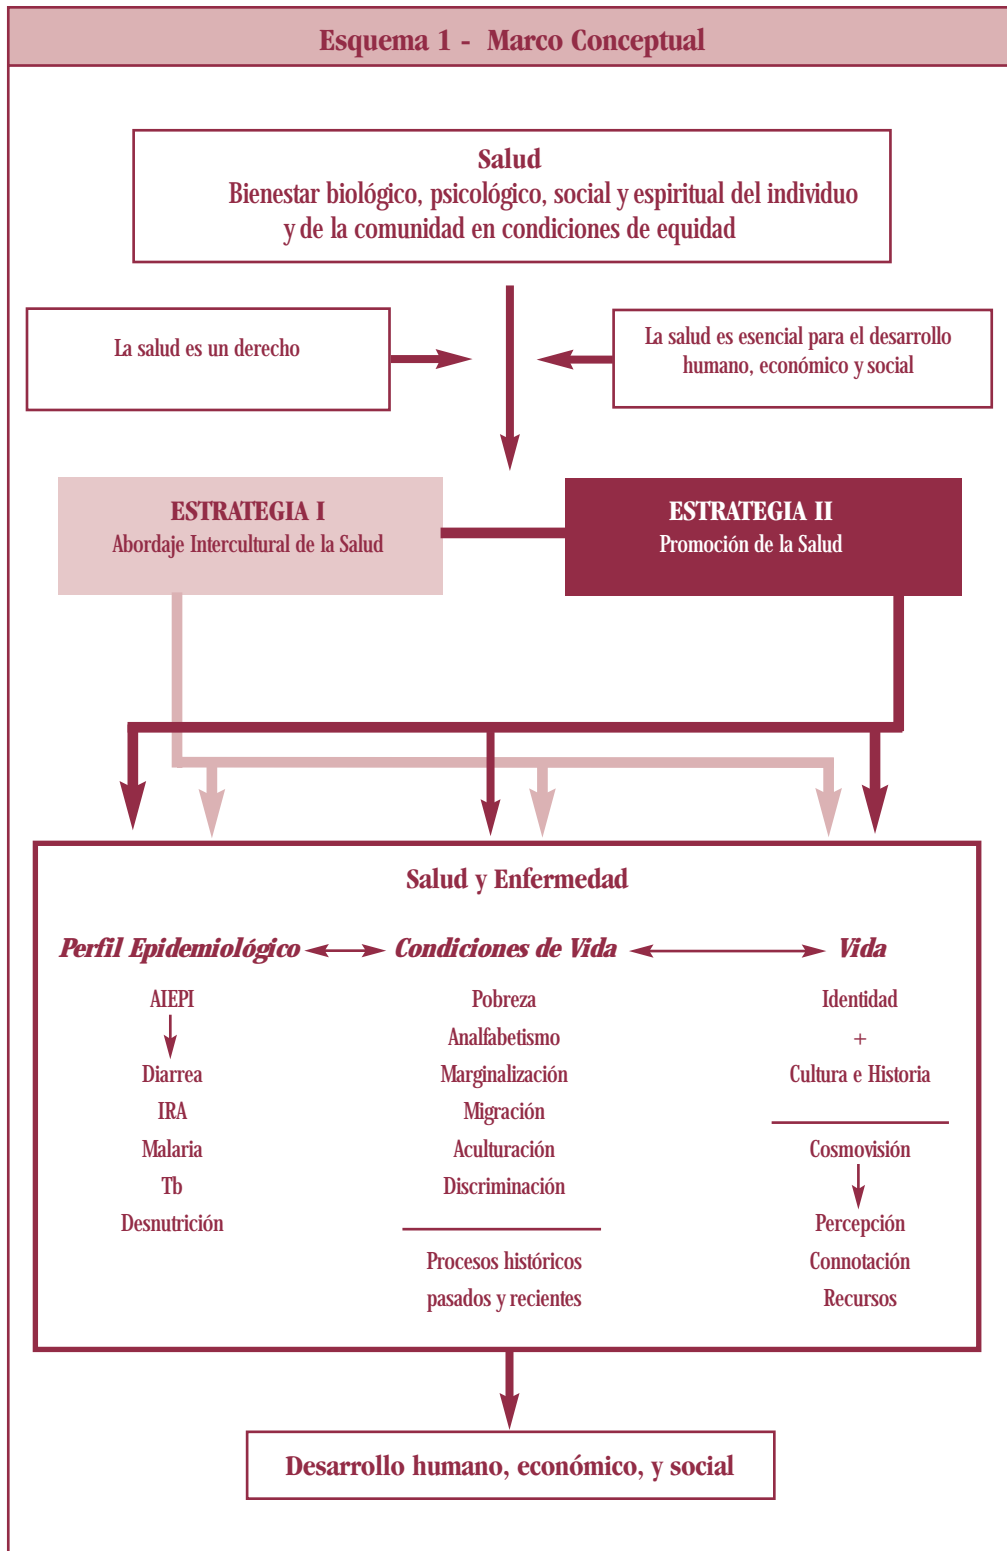 Esquema 1 - Marco Conceptual
Salud
Bienestar biológico, psicológico, social y espiritual del individuo
y de la comunidad en condiciones de equidad
La salud es un derecho
La salud es esencial para el desarrollo
humano, económico y social
ESTRATEGIA I
Abordaje Intercultural de la Salud
ESTRATEGIA II
Promoción de la Salud
Salud y Enfermedad
Perfil Epidemiológico
AIEPI
Diarrea
IRA
Malaria
Tb
Desnutrición
Condiciones de Vida
Pobreza
Analfabetismo
Marginalización
Migración
Aculturación
Discriminación
Procesos históricos
pasados y recientes
Vida
Identidad
+
Cultura e Historia
Cosmovisión
Percepción
Connotación
Recursos
Desarrollo humano, económico, y social